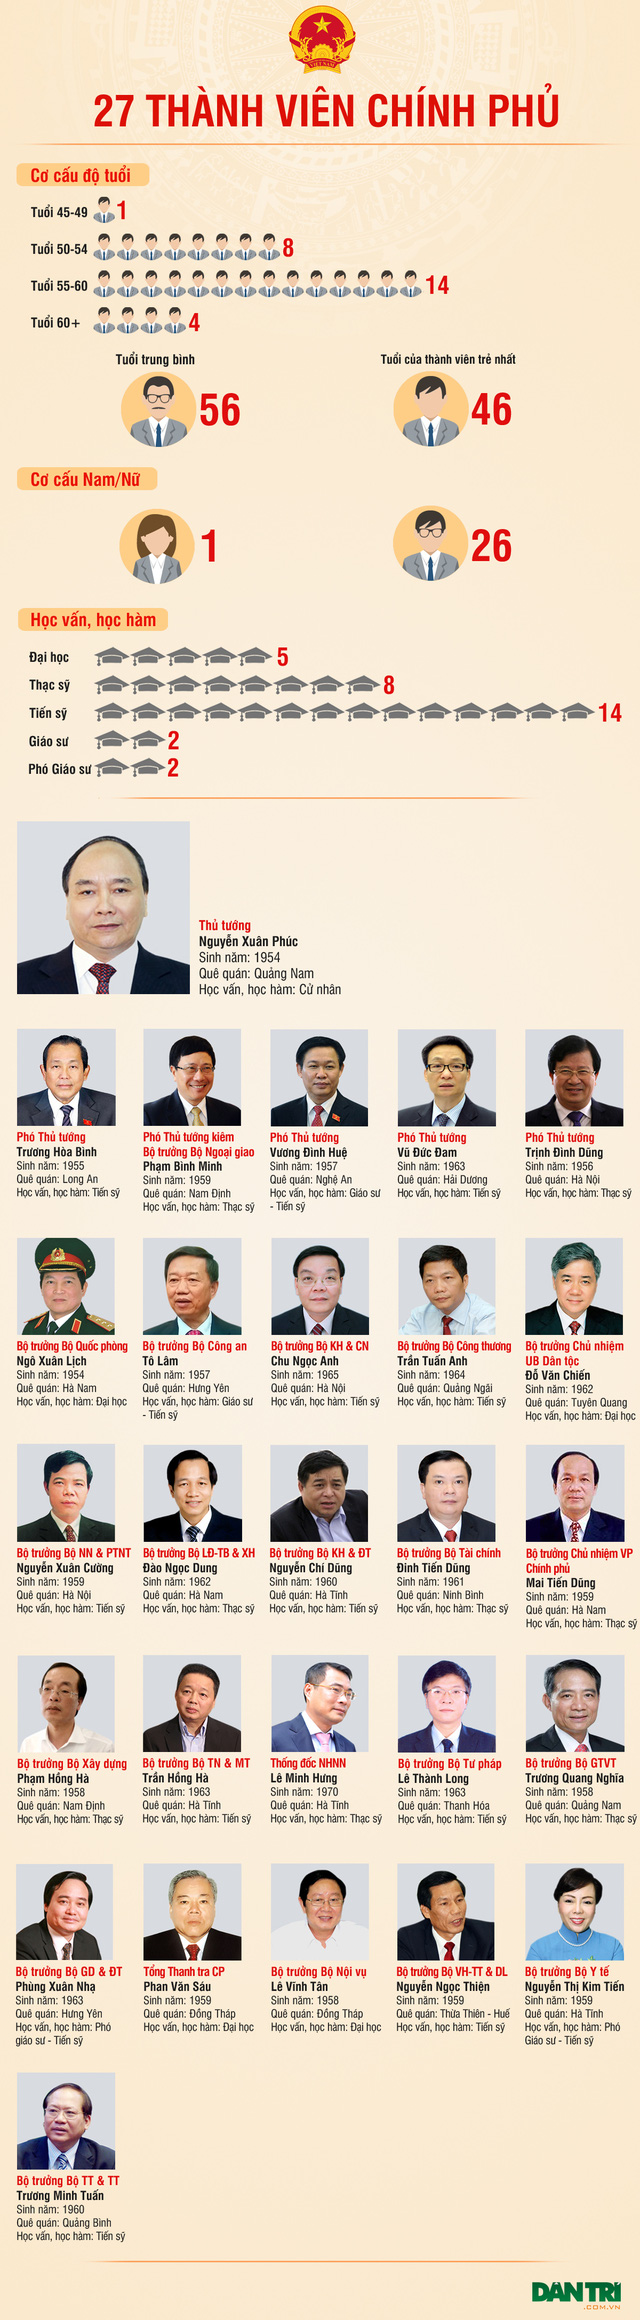 VIỆT NAM
27 THÀNH VIÊN CHÍNH PHỦ
Cơ cấu độ tuổi
Tuổi 45-49 1
Tuổi 50-54 8
Tuổi 55-60 14
Tuổi 60+ 4
Tuổi trung bình
56
Tuổi của thành viên trẻ nhất
46
Cơ cấu Nam/Nữ
1
26
Học vấn, học hàm
Đại học 5
Thạc sỹ 8
Tiến sỹ 14
Giáo sư 2
Phó Giáo sư 2
Thủ tướng
Nguyễn Xuân Phúc
Sinh năm: 1954
Quê quán: Quảng Nam
Học vấn, học hàm: Cử nhân
Phó Thủ tướng
Trương Hòa Bình
Sinh năm: 1955
Quê quán: Long An
Học vấn, học hàm: Tiến sỹ
Phó Thủ tướng kiêm
Bộ trưởng Bộ Ngoại giao
Phạm Bình Minh
Sinh năm: 1959
Quê quán: Nam Định
Học vấn, học hàm: Thạc sỹ
Phó Thủ tướng
Vương Đình Huệ
Sinh năm: 1957
Quê quán: Nghệ An
Học vấn, học hàm: Giáo sư
- Tiến sỹ
Phó Thủ tướng
Vũ Đức Đam
Sinh năm: 1963
Quê quán: Hải Dương
Học vấn, học hàm: Tiến sỹ
Phó Thủ tướng
Trịnh Đình Dũng
Sinh năm: 1956
Quê quán: Hà Nội
Học vấn, học hàm: Thạc sỹ
Bộ trưởng Bộ Quốc phòng
Ngô Xuân Lịch
Sinh năm: 1954
Quê quán: Hà Nam
Học vấn, học hàm: Đại học
Bộ trưởng Bộ Công an
Tô Lâm
Sinh năm: 1957
Quê quán: Hưng Yên
Học vấn, học hàm: Giáo sư
- Tiến sỹ
Bộ trưởng Bộ KH & CN
Chu Ngọc Anh
Sinh năm: 1965
Quê quán: Hà Nội
Học vấn, học hàm: Tiến sỹ
Bộ trưởng Bộ Công thương
Trần Tuấn Anh
Sinh năm: 1964
Quê quán: Quảng Ngãi
Học vấn, học hàm: Tiến sỹ
Bộ trưởng Chủ nhiệm
UB Dân tộc
Đỗ Văn Chiến
Sinh năm: 1962
Quê quán: Tuyên Quang
Học vấn, học hàm: Đại học
Bộ trưởng Bộ NN & PTNT
Nguyễn Xuân Cường
Sinh năm: 1959
Quê quán: Hà Nội
Học vấn, học hàm: Tiến sỹ
Bộ trưởng Bộ LĐ-TB & XH
Đào Ngọc Dung
Sinh năm: 1962
Quê quán: Hà Nam
Học vấn, học hàm: Thạc sỹ
Bộ trưởng Bộ KH & ĐT
Nguyễn Chí Dũng
Sinh năm: 1960
Quê quán: Hà Tĩnh
Học vấn, học hàm: Tiến sỹ
Bộ trưởng Bộ Tài chính
Đinh Tiến Dũng
Sinh năm: 1961
Quê quán: Ninh Bình
Học vấn, học hàm: Thạc sỹ
Bộ trưởng Chủ nhiệm VP
Chính phủ
Mai Tiến Dũng
Sinh năm: 1959
Quê quán: Hà Nam
Học vấn, học hàm: Thạc sỹ
Bộ trưởng Bộ Xây dựng
Phạm Hồng Hà
Sinh năm: 1958
Quê quán: Nam Định
Học vấn, học hàm: Thạc sỹ
Bộ trưởng Bộ TN & MT
Trần Hồng Hà
Sinh năm: 1963
Quê quán: Hà Tĩnh
Học vấn, học hàm: Tiến sỹ
Thống đốc NHNN
Lê Minh Hưng
Sinh năm: 1970
Quê quán: Hà Tĩnh
Học vấn, học hàm: Thạc sỹ
Bộ trưởng Bộ Tư pháp
Lê Thành Long
Sinh năm: 1963
Quê quán: Thanh Hóa
Học vấn, học hàm: Tiến sỹ
Bộ trưởng Bộ GTVT
Trương Quang Nghĩa
Sinh năm: 1958
Quê quán: Quảng Nam
Học vấn, học hàm: Thạc sỹ
Bộ trưởng Bộ GD & ĐT
Phùng Xuân Nhạ
Sinh năm: 1963
Quê quán: Hưng Yên
Học vấn, học hàm: Phó
giáo sư - Tiến sỹ
Tổng Thanh tra CP
Phan Văn Sáu
Sinh năm: 1959
Quê quán: Đồng Tháp
Học vấn, học hàm: Đại học
Bộ trưởng Bộ Nội vụ
Lê Vĩnh Tân
Sinh năm: 1958
Quê quán: Đồng Tháp
Học vấn, học hàm: Đại học
Bộ trưởng Bộ VH-TT & DL
Nguyễn Ngọc Thiện
Sinh năm: 1959
Quê quán: Thừa Thiên - Huế
Học vấn, học hàm: Tiến sỹ
Bộ trưởng Bộ Y tế
Nguyễn Thị Kim Tiến
Sinh năm: 1959
Quê quán: Hà Tĩnh
Học vấn, học hàm: Phó
Giáo sư - Tiến sỹ
Bộ trưởng Bộ TT & TT
Trương Minh Tuấn
Sinh năm: 1960
Quê quán: Quảng Bình
Học vấn, học hàm: Tiến sỹ
DÂN TRÍ
.COM.VN